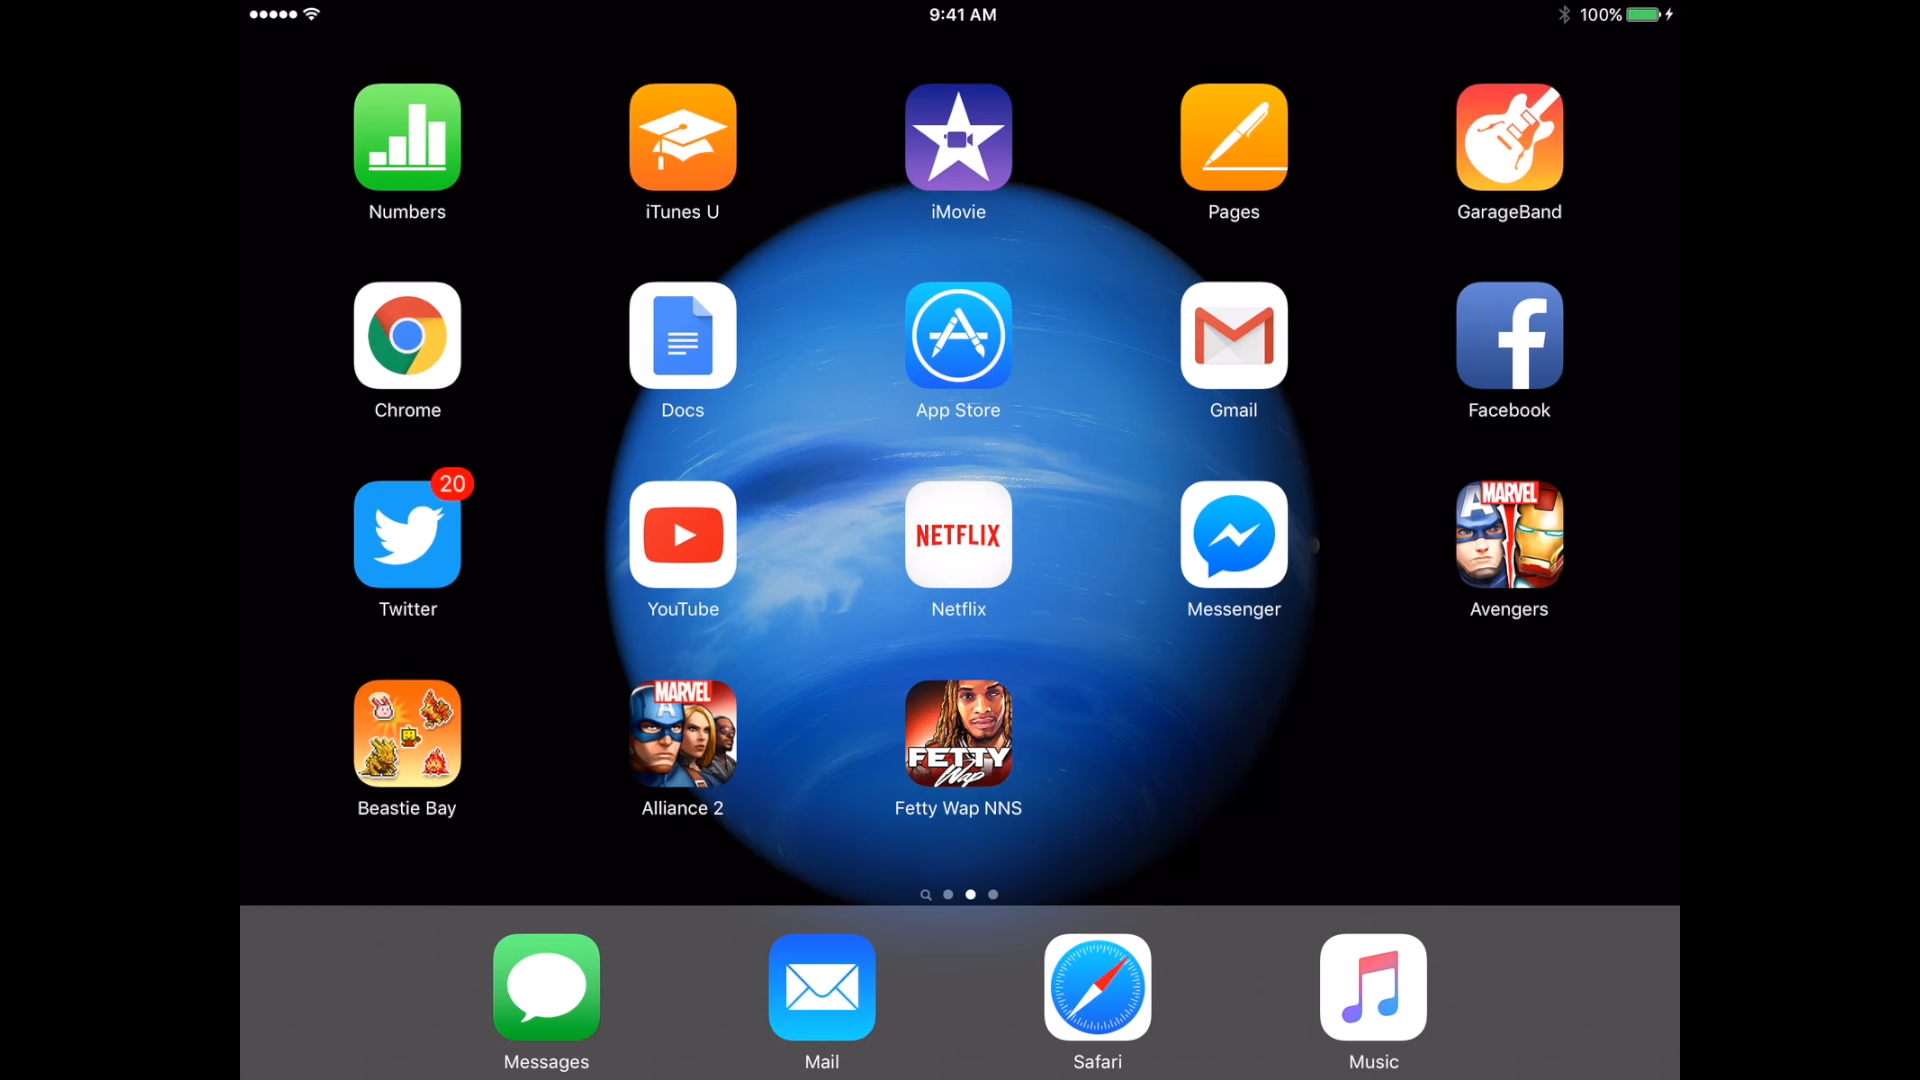 9:41 AM
100%
Numbers
iTunes U
iMovie
Pages
GarageBand
Chrome
Docs
App Store
Gmail
Facebook
20
NETFLIX
MARVEL
A
Twitter
YouTube
Netflix
Messenger
Avengers
MARVEL
A
FETTY
Wap
Beastie Bay
Alliance 2
Fetty Wap NNS
Messages
Mail
Safari
Music